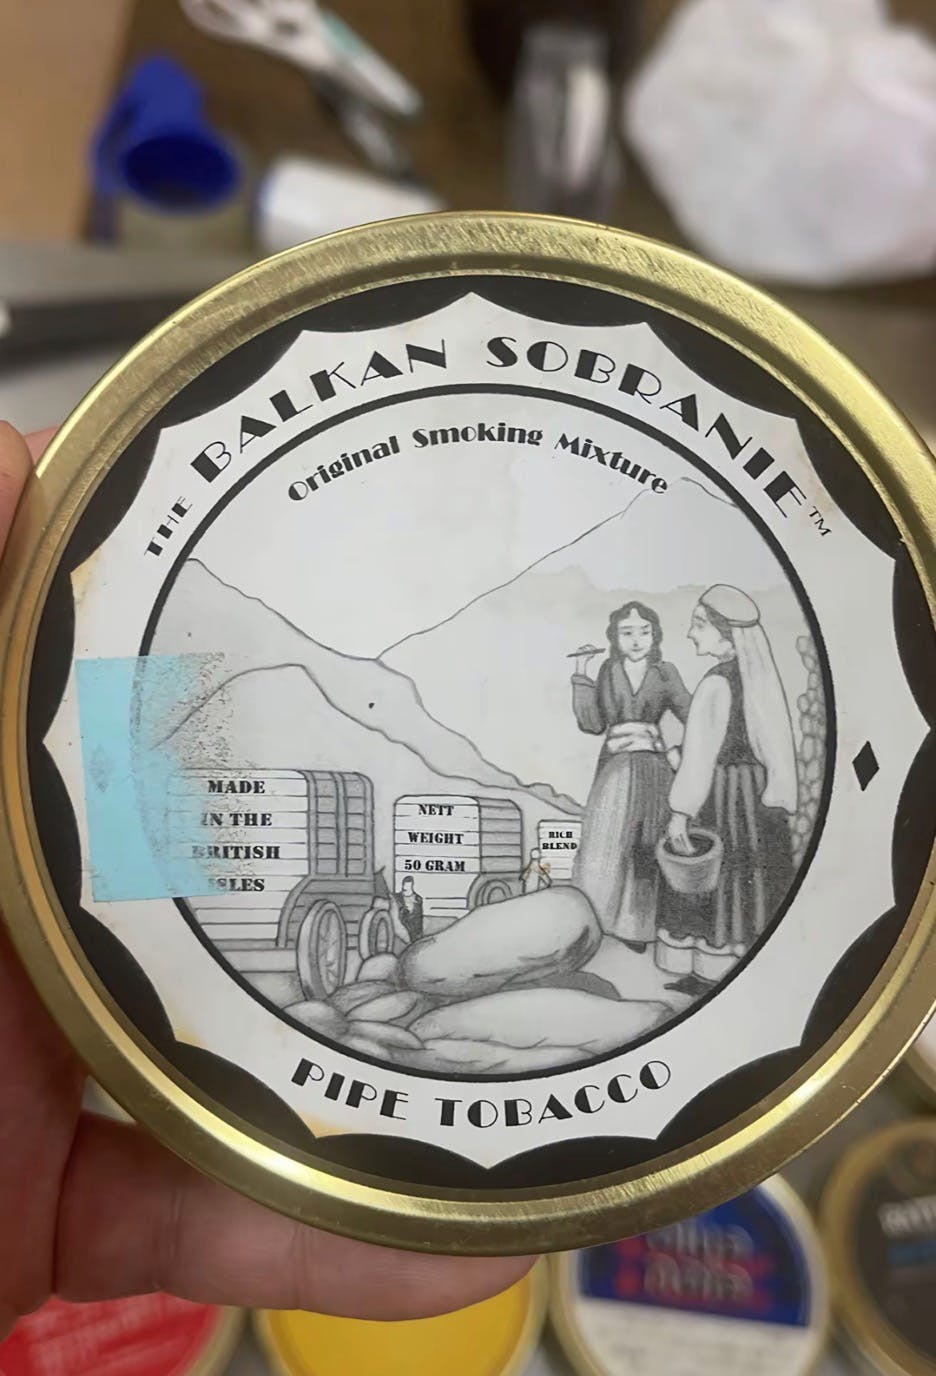 THE BALKAN SOBRANIE™
Original Smoking Mixture
MADE
IN THE
BRITISH
ISLES
NETT
WEIGHT
50 GRAM
RICH
BLEND
PIPE TOBACCO